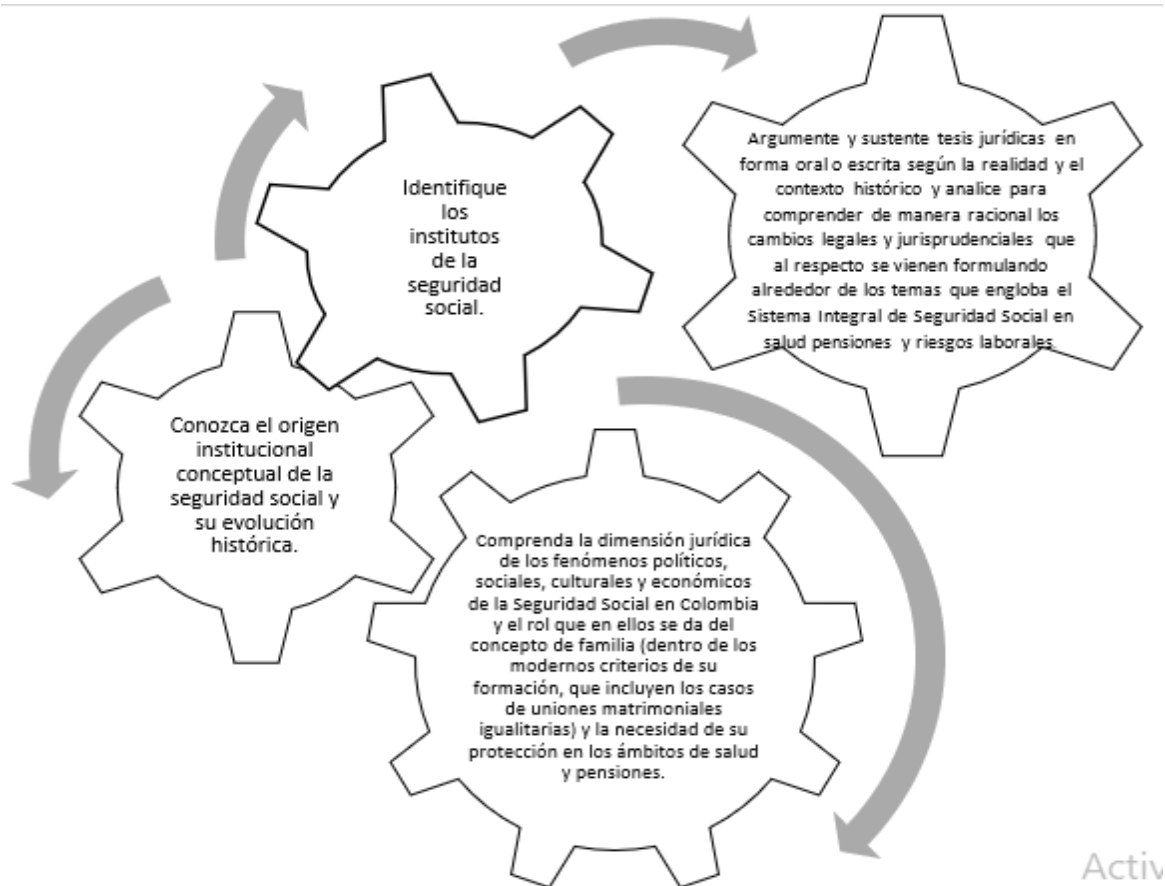 Identifique
los
institutos
de la
seguridad
social.
Argumente y sustente tesis jurídicas en
forma oral o escrita según la realidad y el
contexto histórico y analice para
comprender de manera racional los
cambios legales y jurisprudenciales que
al respecto se vienen formulando
alrededor de los temas que engloba el
Sistema Integral de Seguridad Social en
salud pensiones y riesgos laborales.
Conozca el origen
institucional
conceptual de la
seguridad social y
su evolución
histórica.
Comprenda la dimensión jurídica
de los fenómenos políticos,
sociales, culturales y económicos
de la Seguridad Social en Colombia
y el rol que en ellos se da del
concepto de familia (dentro de los
modernos criterios de su
formación, que incluyen los casos
de uniones matrimoniales
igualitarias) y la necesidad de su
protección en los ámbitos de salud
y pensiones.
Activ